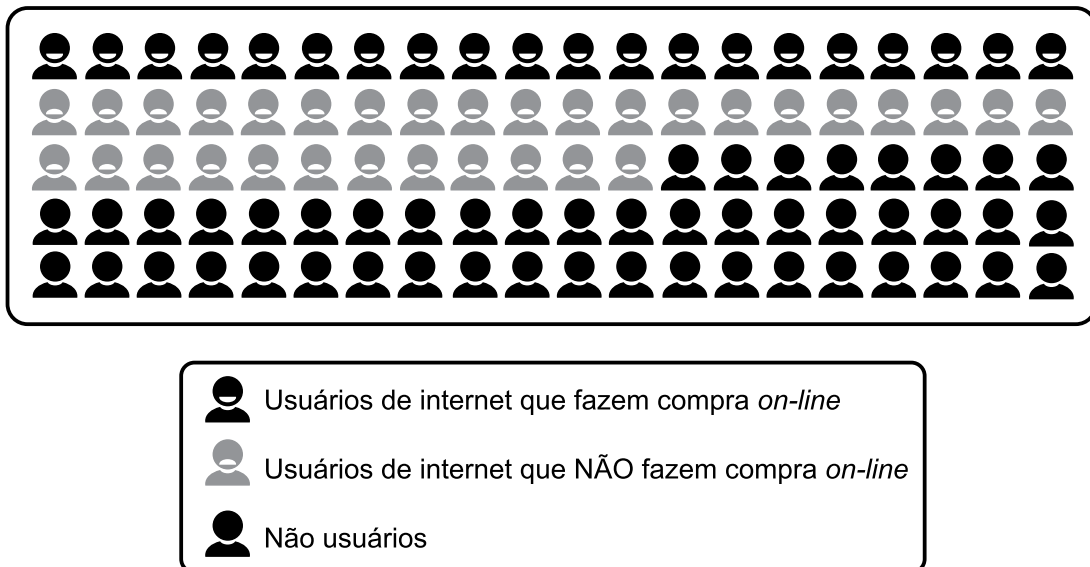 Usuários de internet que fazem compra on-line
Usuários de internet que NÃO fazem compra on-line
Não usuários